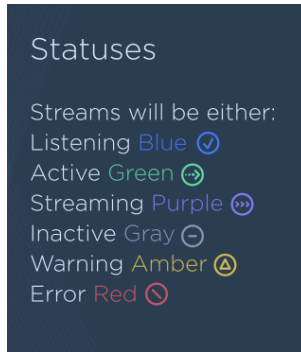 Statuses
Streams will be either:
Listening Blue
Active Green
Streaming Purple
Inactive Gray
Warning Amber
Error Red